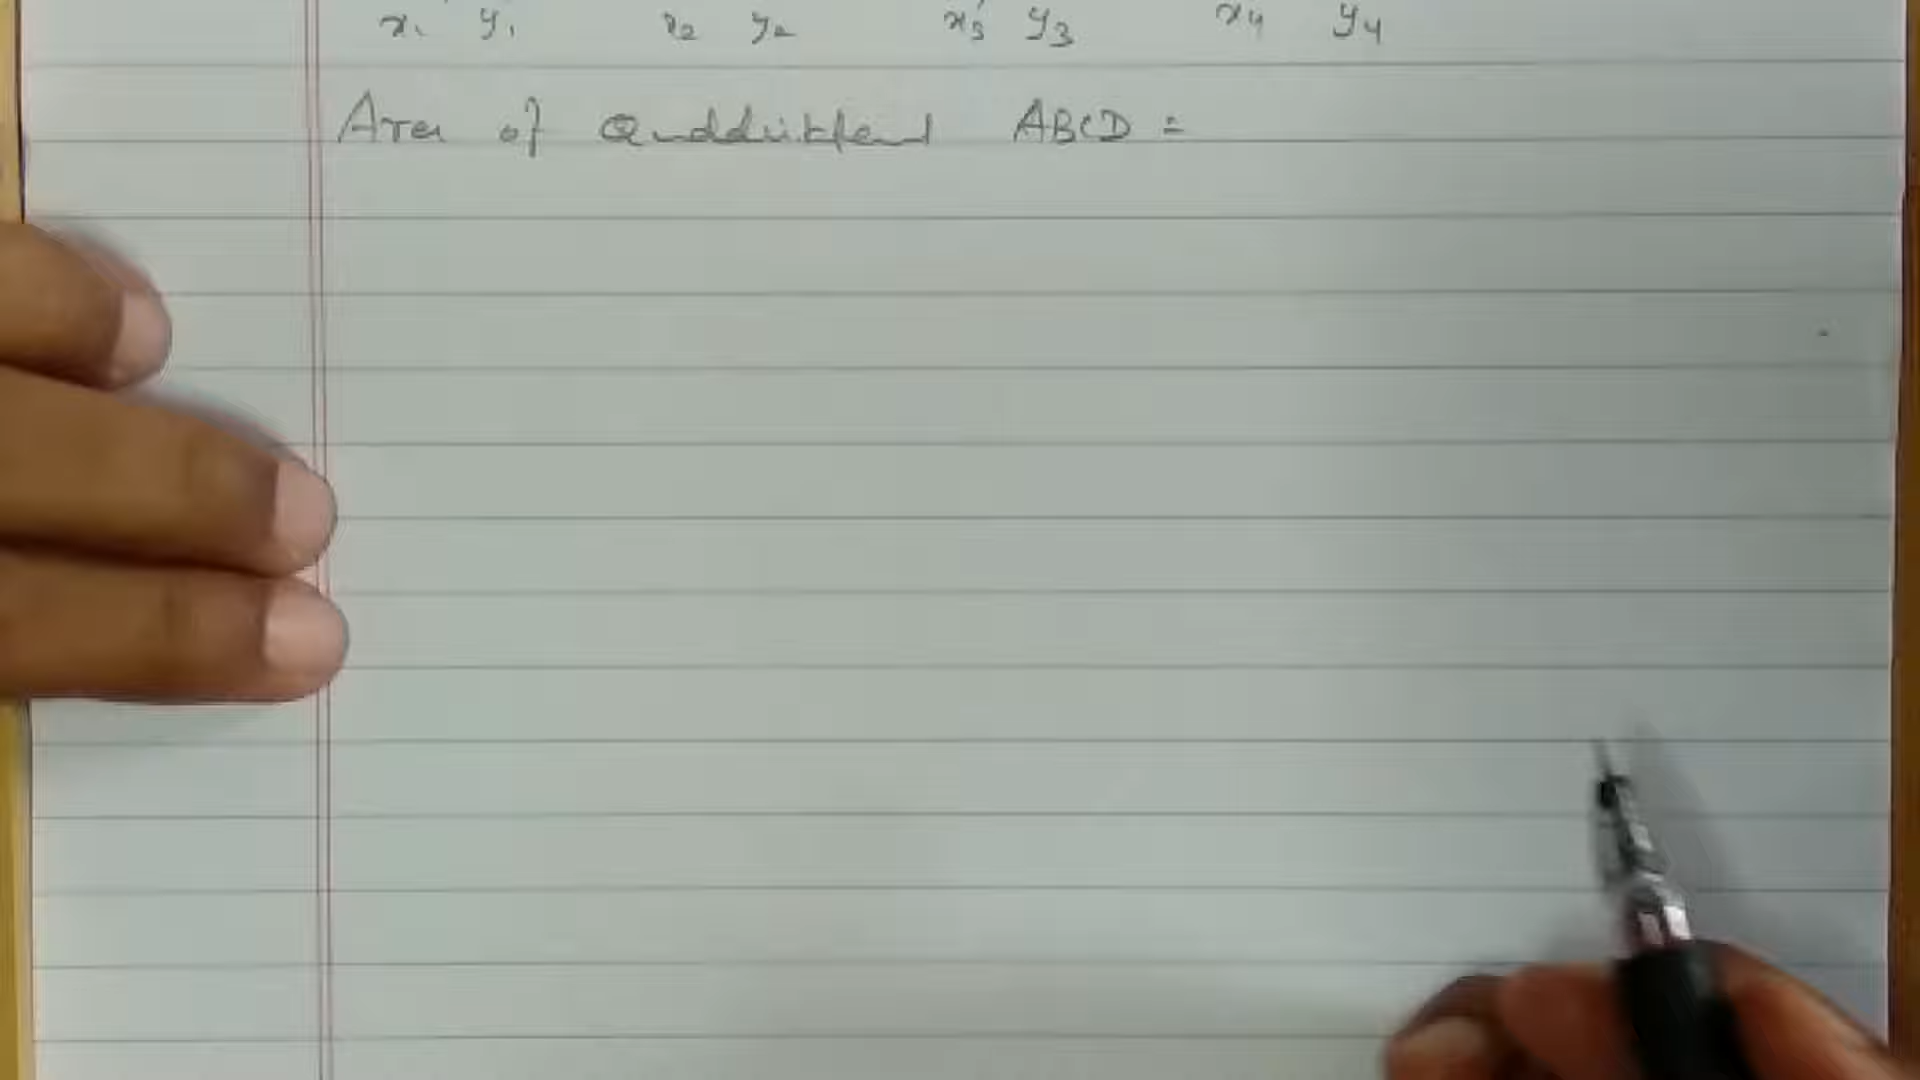 x₁ y₁ x₂ y₂ x₃ y₃ x₄ y₄
Area of Quadrilateral ABCD =